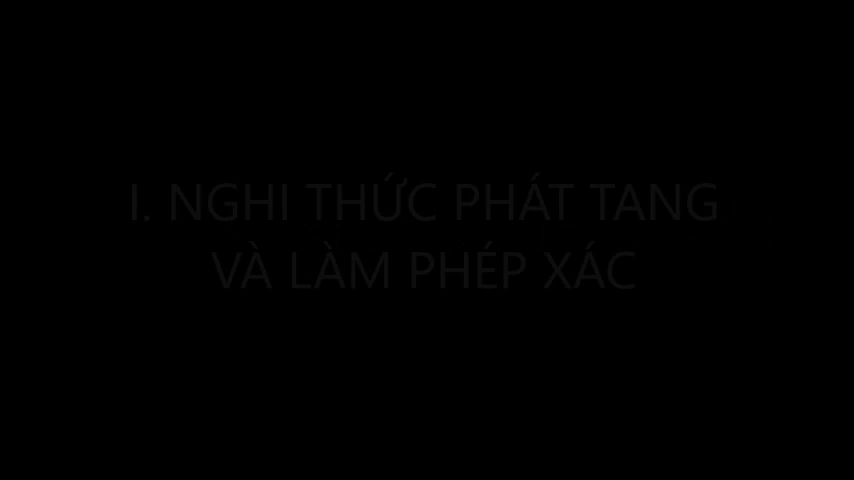 I. NGHI THỨC PHÁT TANG
VÀ LÀM PHÉP XÁC